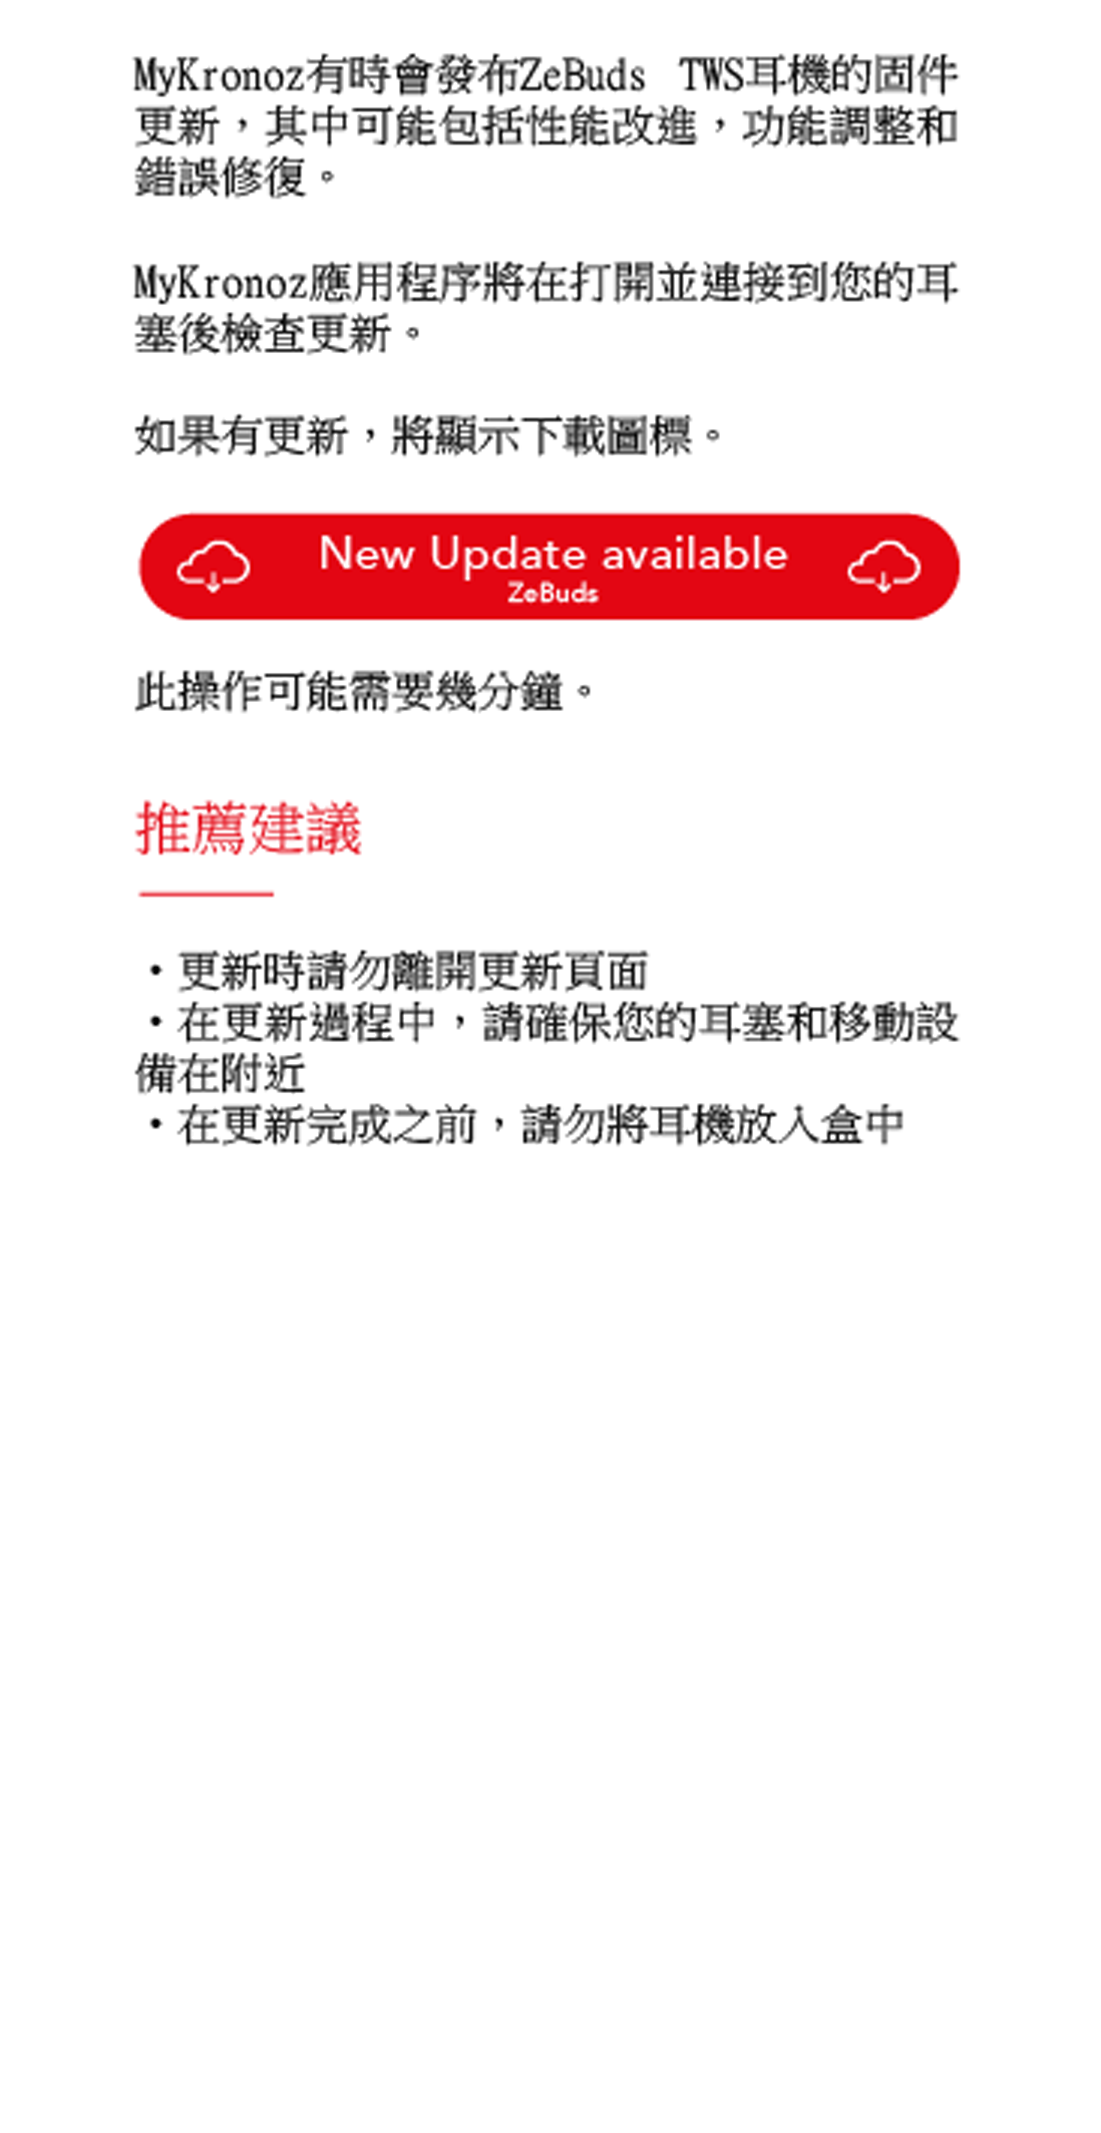 MyKronoz有時會發布ZeBuds TWS耳機的固件
更新，其中可能包括性能改進，功能調整和
錯誤修復。
MyKronoz應用程序將在打開並連接到您的耳
塞後檢查更新。
如果有更新，將顯示下載圖標。
New Update available
ZeBuds
此操作可能需要幾分鐘。
推薦建議
・更新時請勿離開更新頁面
・在更新過程中，請確保您的耳塞和移動設
備在附近
・在更新完成之前，請勿將耳機放入盒中